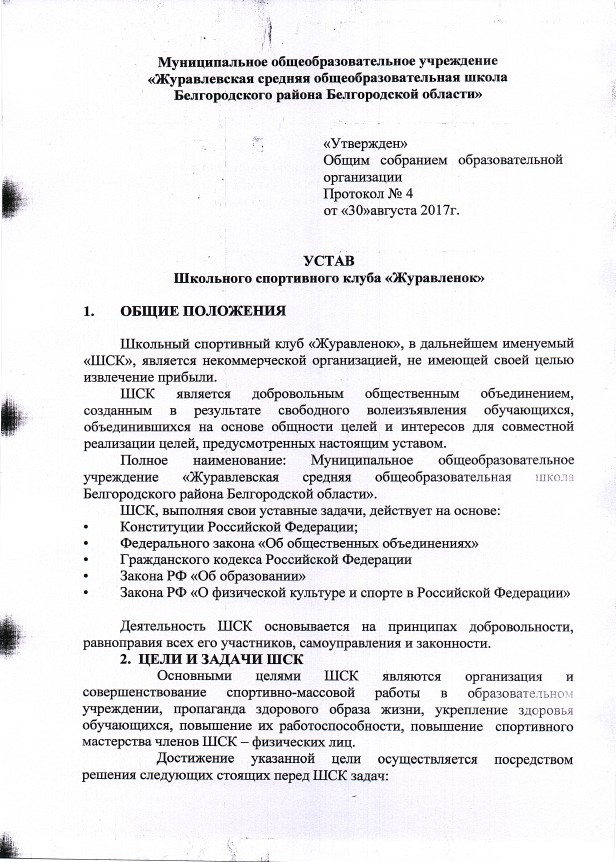 Муниципальное общеобразовательное учреждение
«Журавлевская средняя общеобразовательная школа
Белгородского района Белгородской области»
«Утвержден»
Общим собранием образовательной
организации
Протокол № 4
от «30»августа 2017г.
УСТАВ
Школьного спортивного клуба «Журавленок»
1. ОБЩИЕ ПОЛОЖЕНИЯ
Школьный спортивный клуб «Журавленок», в дальнейшем именуемый
«ШСК», является некоммерческой организацией, не имеющей своей целью
извлечение прибыли.
ШСК является добровольным общественным объединением,
созданным в результате свободного волеизъявления обучающихся,
объединившихся на основе общности целей и интересов для совместной
реализации целей, предусмотренных настоящим уставом.
Полное наименование: Муниципальное общеобразовательное
учреждение «Журавлевская средняя общеобразовательная школа
Белгородского района Белгородской области».
ШСК, выполняя свои уставные задачи, действует на основе:
• Конституции Российской Федерации;
• Федерального закона «Об общественных объединениях»
• Гражданского кодекса Российской Федерации
• Закона РФ «Об образовании»
• Закона РФ «О физической культуре и спорте в Российской Федерации»
Деятельность ШСК основывается на принципах добровольности,
равноправия всех его участников, самоуправления и законности.
2. ЦЕЛИ И ЗАДАЧИ ШСК
Основными целями ШСК являются организация и
совершенствование спортивно-массовой работы в образовательном
учреждении, пропаганда здорового образа жизни, укрепление здоровья
обучающихся, повышение их работоспособности, повышение спортивного
мастерства членов ШСК – физических лиц.
Достижение указанной цели осуществляется посредством
решения следующих стоящих перед ШСК задач: